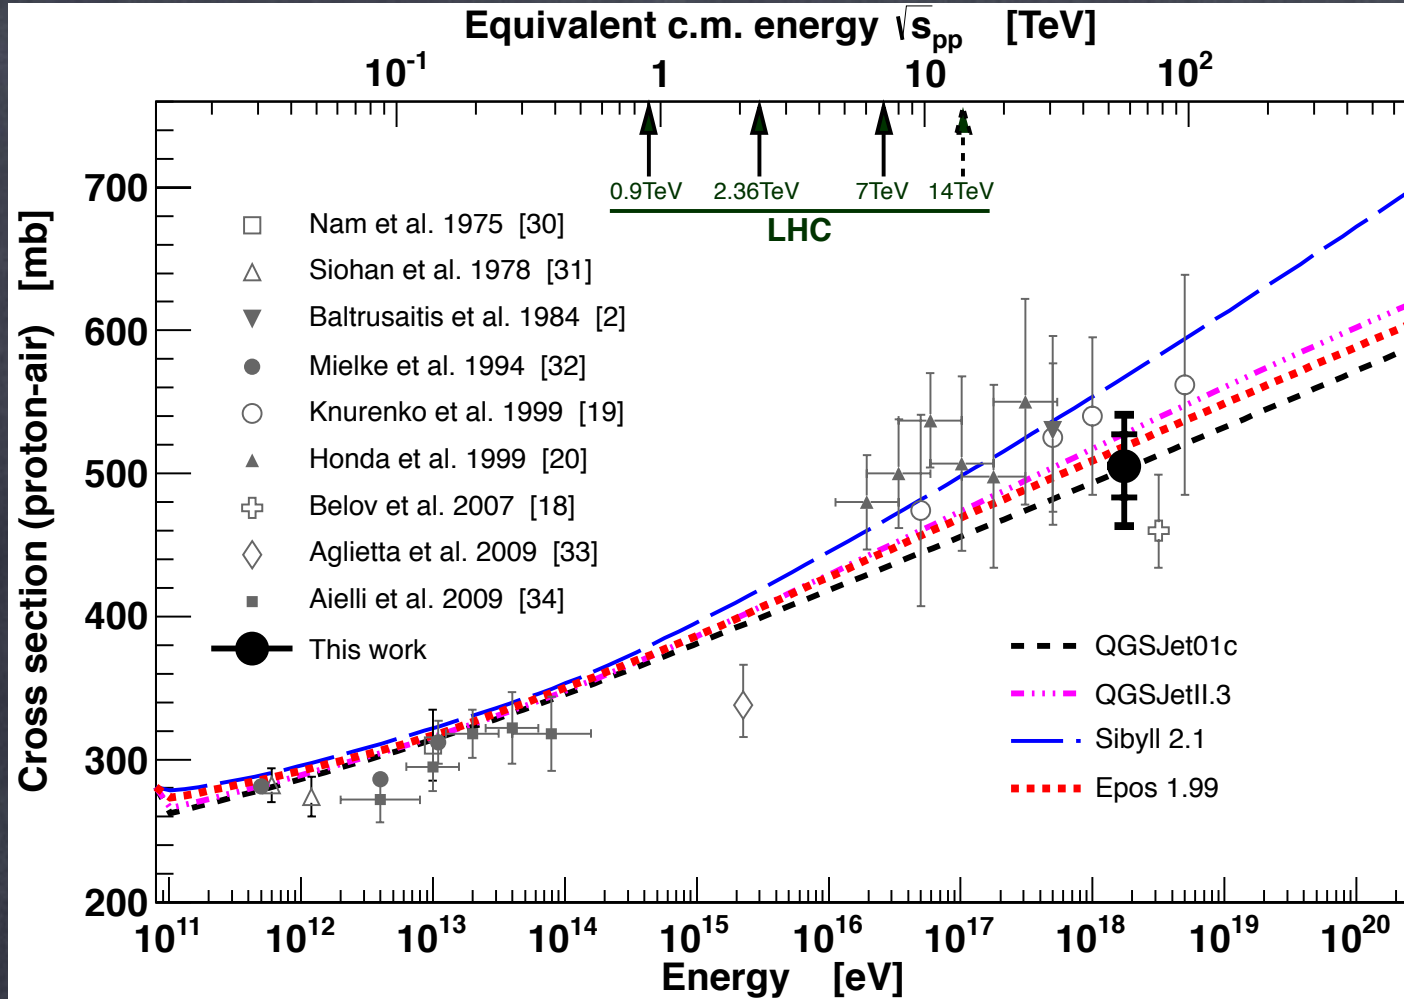 Equivalent c.m. energy √s_pp [TeV]
10^-1 1 10 10^2
0.9TeV 2.36TeV 7TeV 14TeV
LHC
Cross section (proton-air) [mb]
700
600
500
400
300
200
Nam et al. 1975 [30]
Siohan et al. 1978 [31]
Baltrusaitis et al. 1984 [2]
Mielke et al. 1994 [32]
Knurenko et al. 1999 [19]
Honda et al. 1999 [20]
Belov et al. 2007 [18]
Aglietta et al. 2009 [33]
Aielli et al. 2009 [34]
This work
QGSJet01c
QGSJetII.3
Sibyll 2.1
Epos 1.99
10^11 10^12 10^13 10^14 10^15 10^16 10^17 10^18 10^19 10^20
Energy [eV]